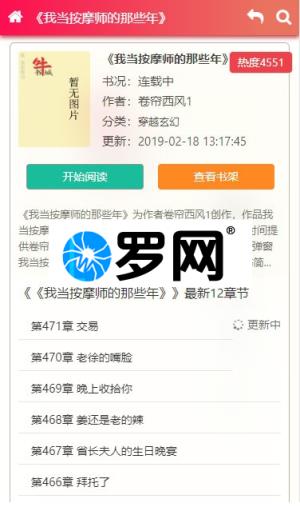 《我当按摩师的那些年》
牛
书城
暂无图片
《我当按摩师的那些年》
热度4551
书况：连载中
作者：卷帘西风1
分类：穿越玄幻
更新：2019-02-18 13:17:45
开始阅读
查看书架
《我当按摩师的那些年》为作者卷帘西风1创作，作品我
当按摩 时间提
供卷帘 弹窗
我当按 简...
罗网®
《《我当按摩师的那些年》》最新12章节
第471章 交易
更新中
第470章 老徐的嘴脸
第469章 晚上收拾你
第468章 姜还是老的辣
第467章 省长夫人的生日晚宴
第466章 拜托了